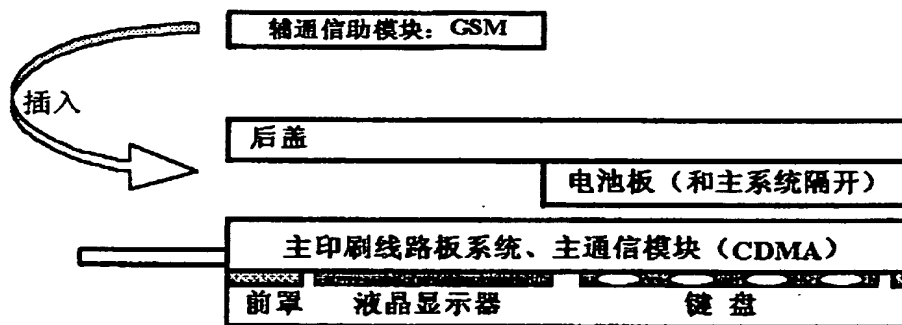 辅通信助模块：GSM
插入
后盖
电池板（和主系统隔开）
主印刷线路板系统、主通信模块（CDMA）
前罩 液晶显示器 键盘